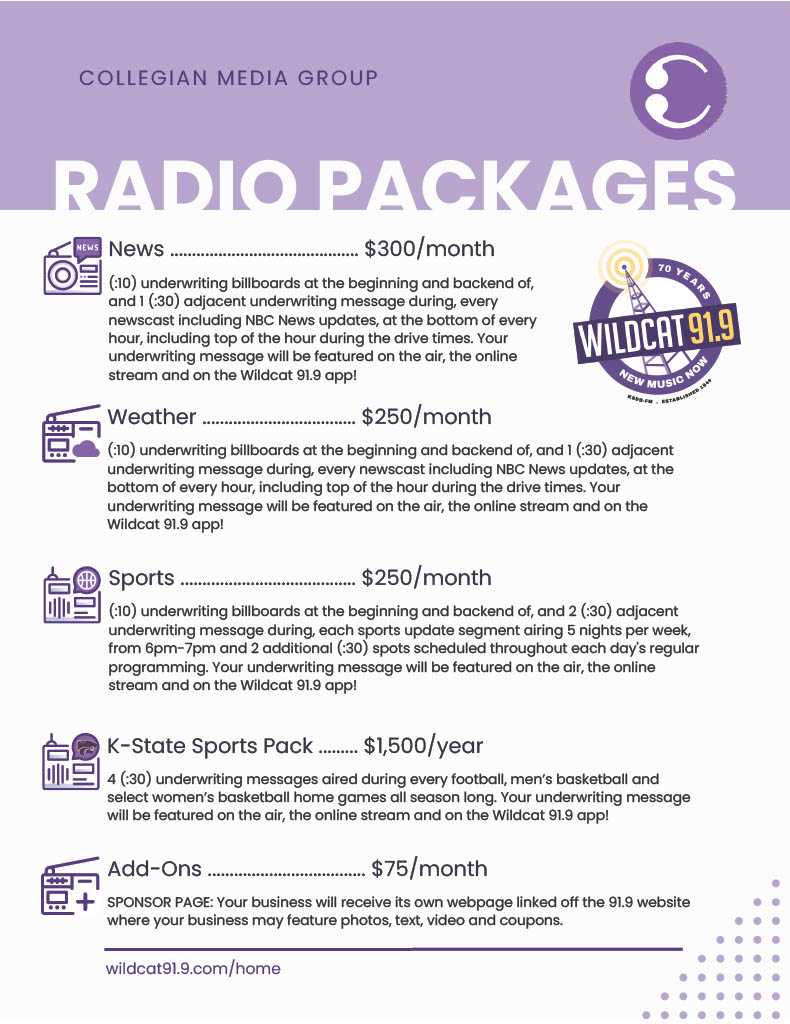 COLLEGIAN MEDIA GROUP
RADIO PACKAGES
NEWS
News ............................................ $300/month
(:10) underwriting billboards at the beginning and backend of,
and 1 (:30) adjacent underwriting message during, every
newscast including NBC News updates, at the bottom of every
hour, including top of the hour during the drive times. Your
underwriting message will be featured on the air, the online
stream and on the Wildcat 91.9 app!
70 YEARS
WILDCAT 91.9
NEW MUSIC NOW
KSDB-FM . ESTABLISHED 1949
Weather .................................... $250/month
(:10) underwriting billboards at the beginning and backend of, and 1 (:30) adjacent
underwriting message during, every newscast including NBC News updates, at the
bottom of every hour, including top of the hour during the drive times. Your
underwriting message will be featured on the air, the online stream and on the
Wildcat 91.9 app!
Sports ......................................... $250/month
(:10) underwriting billboards at the beginning and backend of, and 2 (:30) adjacent
underwriting message during, each sports update segment airing 5 nights per week,
from 6pm-7pm and 2 additional (:30) spots scheduled throughout each day's regular
programming. Your underwriting message will be featured on the air, the online
stream and on the Wildcat 91.9 app!
K-State Sports Pack ......... $1,500/year
4 (:30) underwriting messages aired during every football, men’s basketball and
select women’s basketball home games all season long. Your underwriting message
will be featured on the air, the online stream and on the Wildcat 91.9 app!
Add-Ons ..................................... $75/month
SPONSOR PAGE: Your business will receive its own webpage linked off the 91.9 website
where your business may feature photos, text, video and coupons.
wildcat91.9.com/home